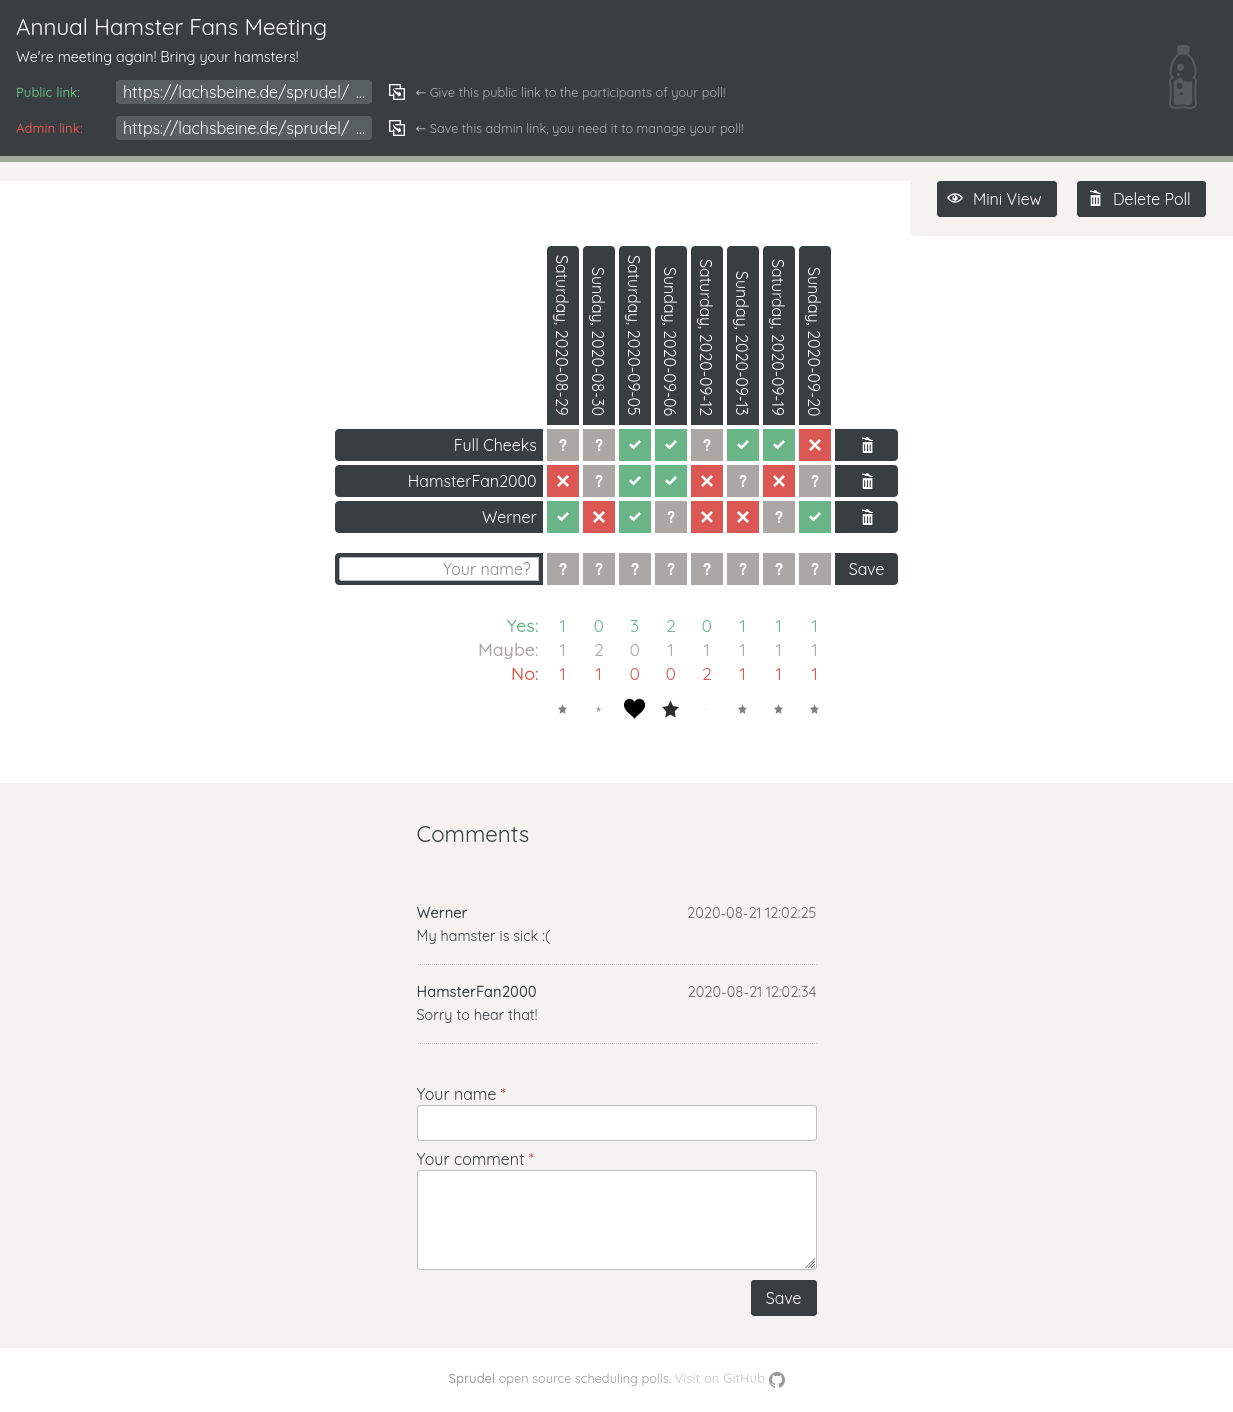 Annual Hamster Fans Meeting
We're meeting again! Bring your hamsters!
Public link: https://lachsbeine.de/sprudel/ ... ← Give this public link to the participants of your poll!
Admin link: https://lachsbeine.de/sprudel/ ... ← Save this admin link, you need it to manage your poll!
Mini View Delete Poll
Saturday, 2020-08-29
Sunday, 2020-08-30
Saturday, 2020-09-05
Sunday, 2020-09-06
Saturday, 2020-09-12
Sunday, 2020-09-13
Saturday, 2020-09-19
Sunday, 2020-09-20
Full Cheeks ? ? ✓ ✓ ? ✓ ✓ ✕
HamsterFan2000 ✕ ? ✓ ✓ ✕ ? ✕ ?
Werner ✓ ✕ ✓ ? ✕ ✕ ? ✓
Your name? ? ? ? ? ? ? ? ? Save
Yes: 1 0 3 2 0 1 1 1
Maybe: 1 2 0 1 1 1 1 1
No: 1 1 0 0 2 1 1 1
Comments
Werner 2020-08-21 12:02:25
My hamster is sick :(
HamsterFan2000 2020-08-21 12:02:34
Sorry to hear that!
Your name *
Your comment *
Save
Sprudel open source scheduling polls. Visit on GitHub